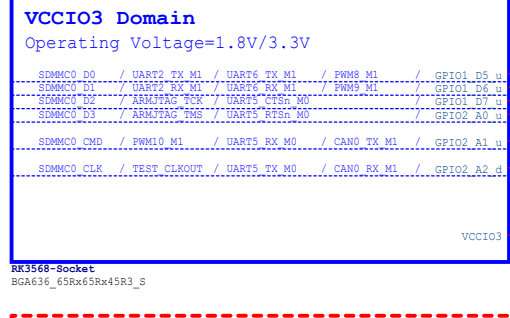 VCCIO3 Domain
Operating Voltage=1.8V/3.3V
SDMMC0_D0 / UART2_TX_M1 / UART6_TX_M1 / PWM8_M1 / GPIO1_D5_u
SDMMC0_D1 / UART2_RX_M1 / UART6_RX_M1 / PWM9_M1 / GPIO1_D6_u
SDMMC0_D2 / ARMJTAG_TCK / UART5_CTSn_M0 / GPIO1_D7_u
SDMMC0_D3 / ARMJTAG_TMS / UART5_RTSn_M0 / GPIO2_A0_u
SDMMC0_CMD / PWM10_M1 / UART5_RX_M0 / CAN0_TX_M1 / GPIO2_A1_u
SDMMC0_CLK / TEST_CLKOUT / UART5_TX_M0 / CAN0_RX_M1 / GPIO2_A2_d
VCCIO3
RK3568-Socket
BGA636_65Rx65Rx45R3_S